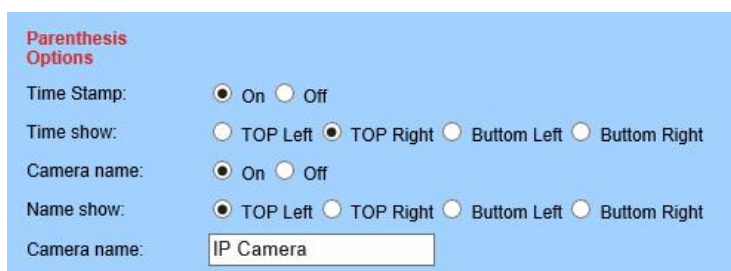 Parenthesis
Options
Time Stamp: On Off
Time show: TOP Left TOP Right Buttom Left Buttom Right
Camera name: On Off
Name show: TOP Left TOP Right Buttom Left Buttom Right
Camera name: IP Camera